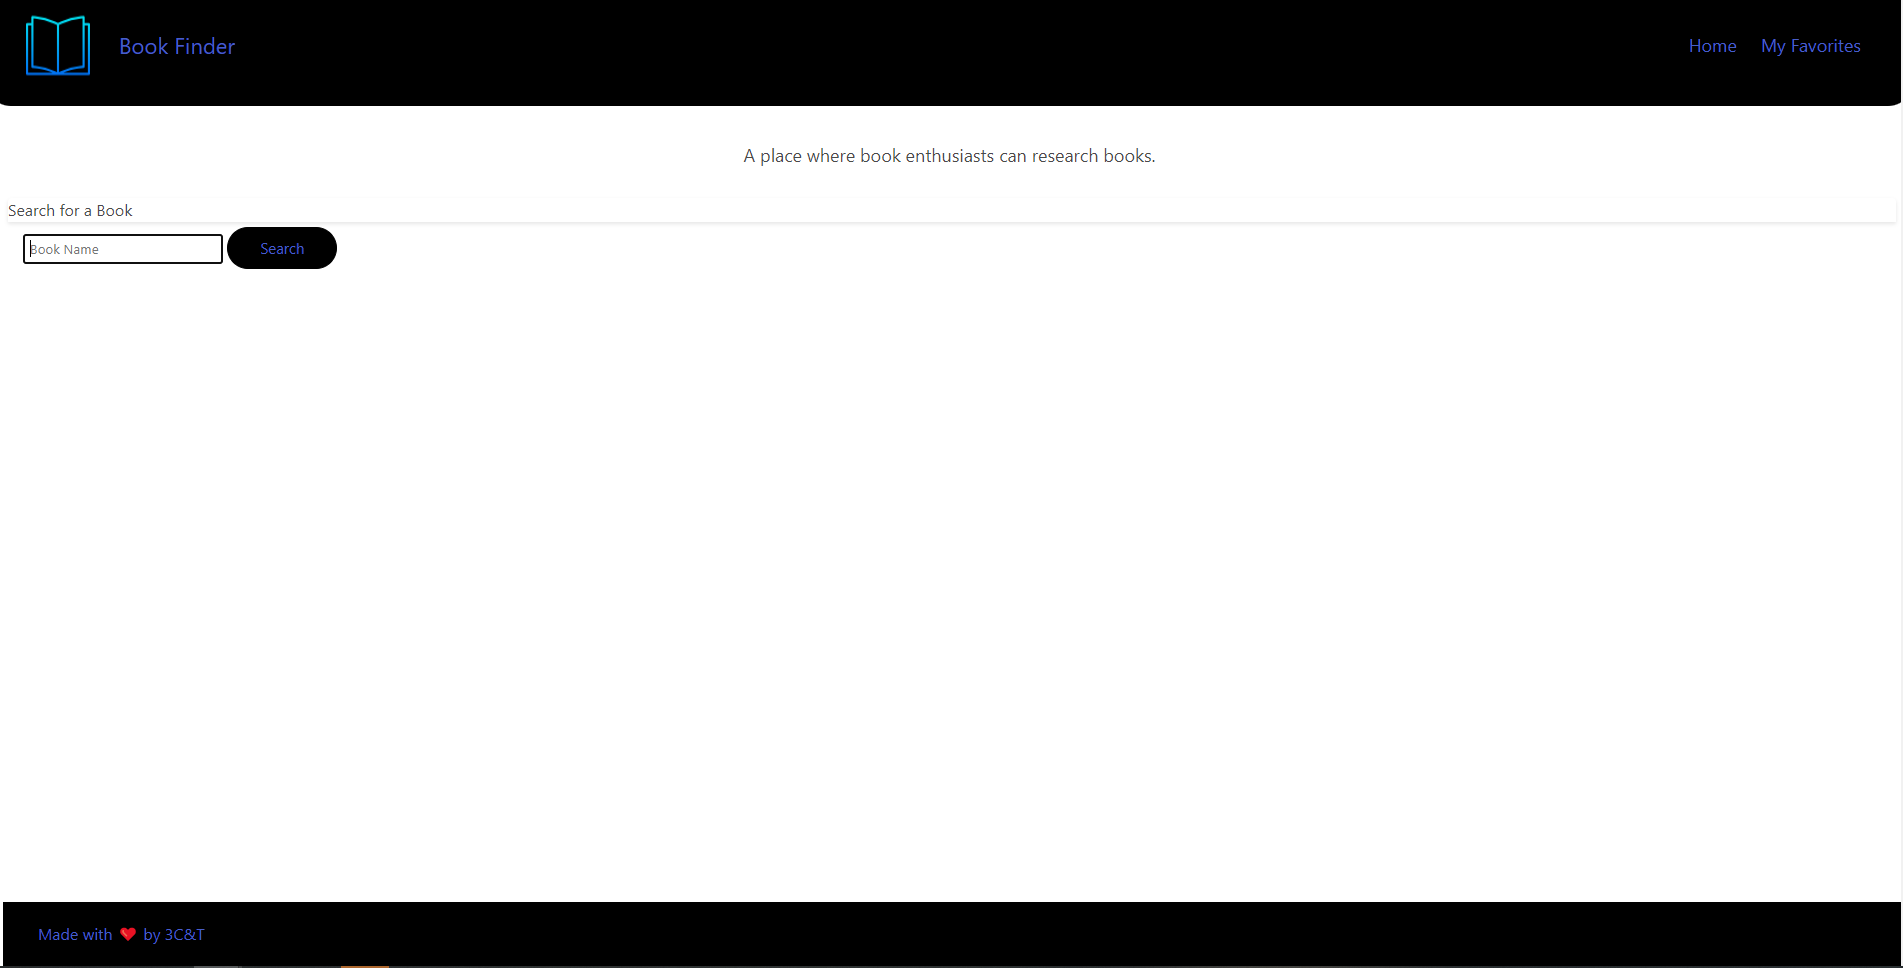 Book Finder
Home My Favorites
A place where book enthusiasts can research books.
Search for a Book
Book Name Search
Made with ❤ by 3C&T